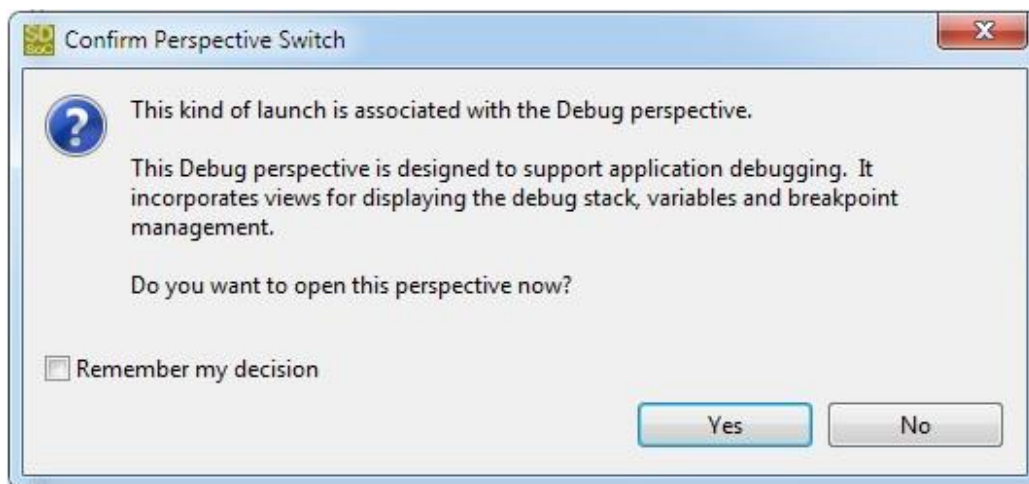 SD
SoC
Confirm Perspective Switch
X
?
This kind of launch is associated with the Debug perspective.
This Debug perspective is designed to support application debugging. It
incorporates views for displaying the debug stack, variables and breakpoint
management.
Do you want to open this perspective now?
Remember my decision
Yes No